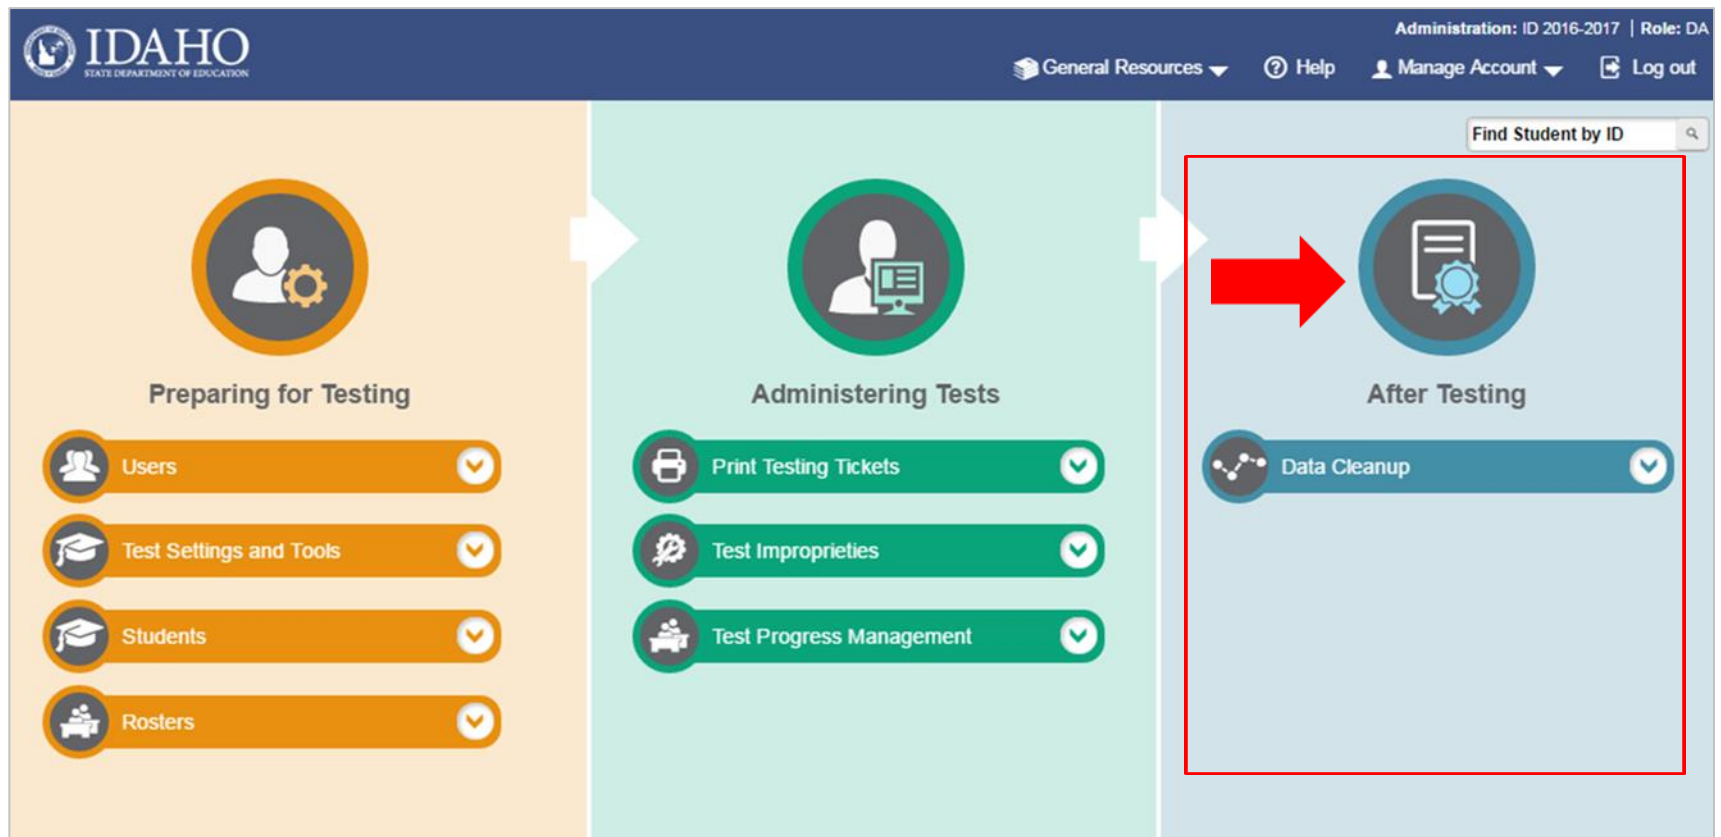 IDAHO
STATE DEPARTMENT OF EDUCATION
Administration: ID 2016-2017 | Role: DA
General Resources
Help
Manage Account
Log out
Find Student by ID
Preparing for Testing
Users
Test Settings and Tools
Students
Rosters
Administering Tests
Print Testing Tickets
Test Improprieties
Test Progress Management
After Testing
Data Cleanup